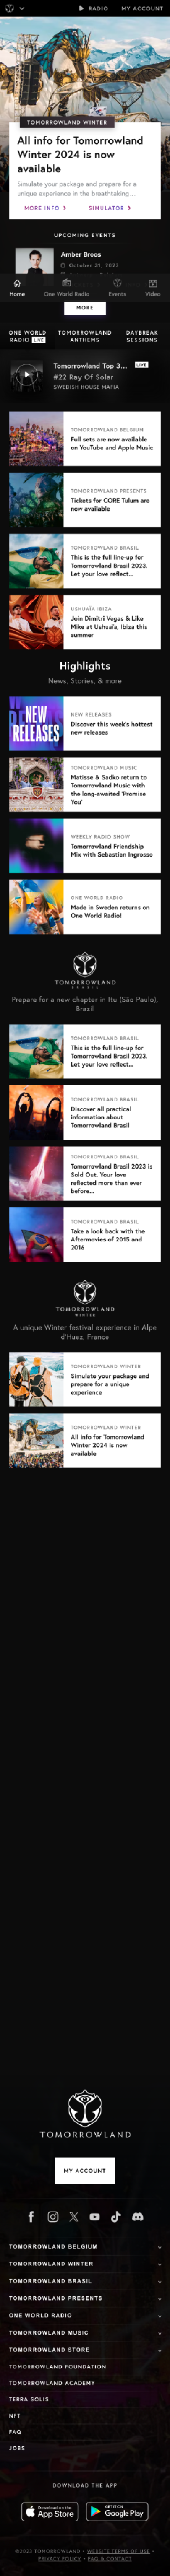 RADIO
MY ACCOUNT
TOMORROWLAND WINTER
All info for Tomorrowland
Winter 2024 is now
available
Simulate your package and prepare for a
unique experience in the breathtaking...
MORE INFO
SIMULATOR
UPCOMING EVENTS
Amber Broos
October 21, 2023
Home
One World Radio
Events
Video
MORE
ONE WORLD
RADIO LIVE
TOMORROWLAND
ANTHEMS
DAYBREAK
SESSIONS
Tomorrowland Top 3...
LIVE
#22 Ray Of Solar
SWEDISH HOUSE MAFIA
TOMORROWLAND BELGIUM
Full sets are now available
on YouTube and Apple Music
TOMORROWLAND PRESENTS
Tickets for CORE Tulum are
now available
TOMORROWLAND BRASIL
This is the full line-up for
Tomorrowland Brasil 2023.
Let your love reflect...
USHUAÏA IBIZA
Join Dimitri Vegas & Like
Mike at Ushuaïa, Ibiza this
summer
Highlights
News, Stories, & more
NEW
RELEASES
NEW RELEASES
Discover this week's hottest
new releases
TOMORROWLAND MUSIC
Matisse & Sadko return to
Tomorrowland Music with
the long-awaited 'Promise
You'
WEEKLY RADIO SHOW
Tomorrowland Friendship
Mix with Sebastian Ingrosso
ONE WORLD RADIO
Made in Sweden returns on
One World Radio!
TOMORROWLAND
BRASIL
Prepare for a new chapter in Itu (São Paulo),
Brazil
TOMORROWLAND BRASIL
This is the full line-up for
Tomorrowland Brasil 2023.
Let your love reflect...
TOMORROWLAND BRASIL
Discover all practical
information about
Tomorrowland Brasil
TOMORROWLAND BRASIL
Tomorrowland Brasil 2023 is
Sold Out. Your love
reflected more than ever
before...
TOMORROWLAND BRASIL
Take a look back with the
Aftermovies of 2015 and
2016
TOMORROWLAND
WINTER
A unique Winter festival experience in Alpe
d'Huez, France
TOMORROWLAND WINTER
Simulate your package and
prepare for a unique
experience
TOMORROWLAND WINTER
All info for Tomorrowland
Winter 2024 is now
available
TOMORROWLAND
MY ACCOUNT
TOMORROWLAND BELGIUM
TOMORROWLAND WINTER
TOMORROWLAND BRASIL
TOMORROWLAND PRESENTS
ONE WORLD RADIO
TOMORROWLAND MUSIC
TOMORROWLAND STORE
TOMORROWLAND FOUNDATION
TOMORROWLAND ACADEMY
TERRA SOLIS
NFT
FAQ
JOBS
DOWNLOAD THE APP
Download on the
App Store
GET IT ON
Google Play
©2023 TOMORROWLAND - WEBSITE TERMS OF USE -
PRIVACY POLICY - FAQ & CONTACT